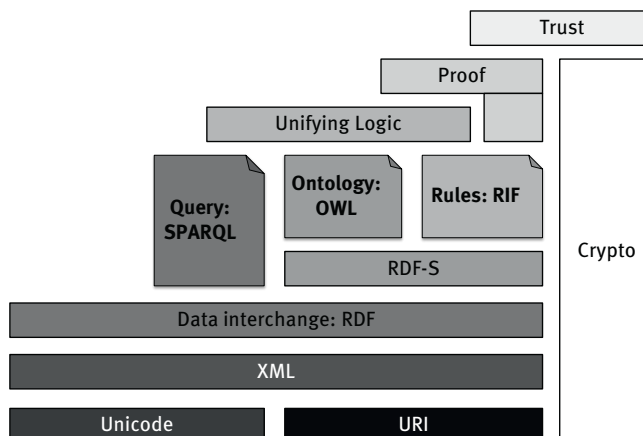 Trust
Proof
Unifying Logic
Query:
SPARQL
Ontology:
OWL
Rules: RIF
Crypto
RDF-S
Data interchange: RDF
XML
Unicode
URI